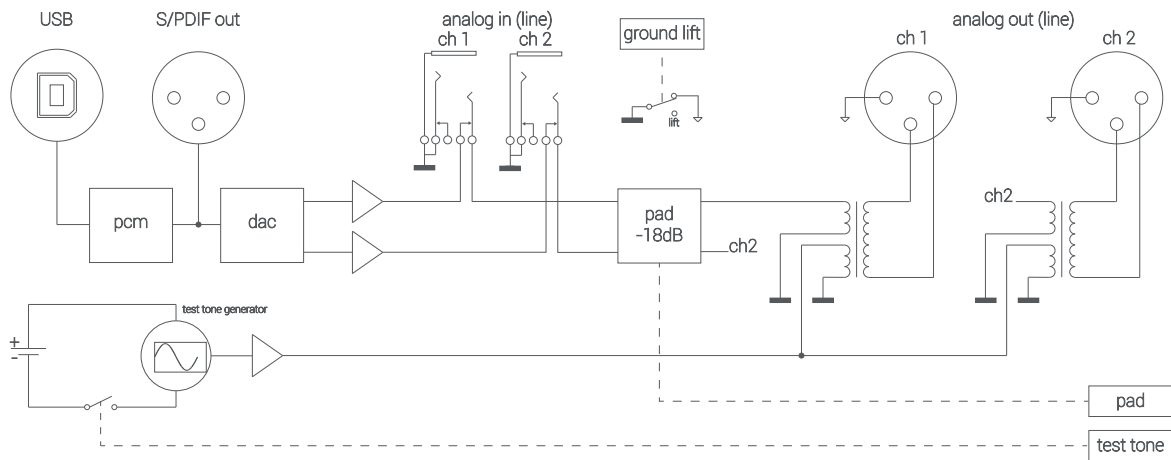 USB
S/PDIF out
analog in (line)
ch 1
ch 2
ground lift
lift
analog out (line)
ch 1
ch 2
pcm
dac
pad
-18dB
ch2
ch2
test tone generator
+
-
pad
test tone